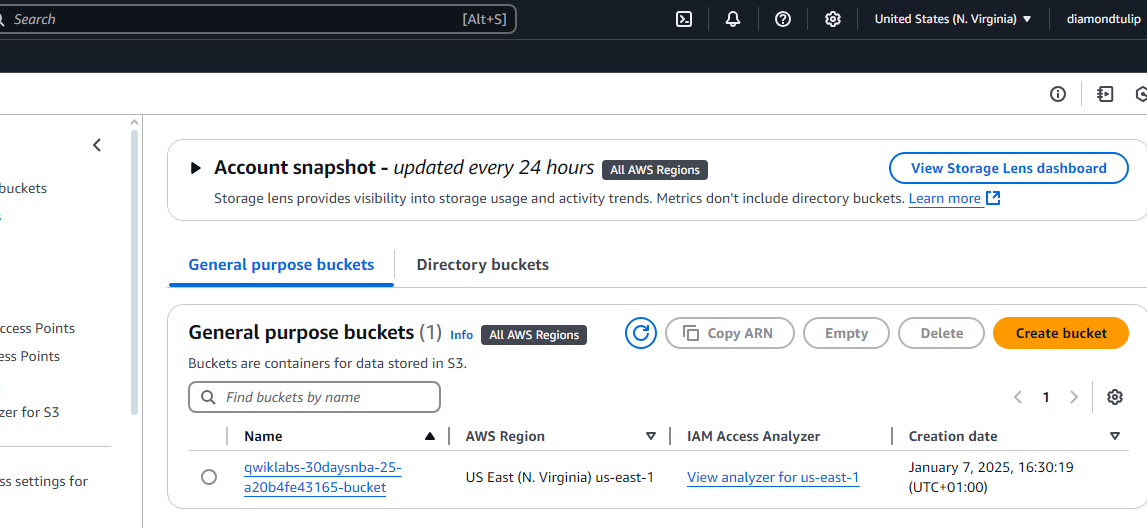 Search [Alt+S] United States (N. Virginia) diamondtulip
buckets
Account snapshot - updated every 24 hours All AWS Regions View Storage Lens dashboard
Storage lens provides visibility into storage usage and activity trends. Metrics don't include directory buckets. Learn more
General purpose buckets Directory buckets
ccess Points
ess Points
zer for S3
ss settings for
General purpose buckets (1) Info All AWS Regions Copy ARN Empty Delete Create bucket
Buckets are containers for data stored in S3.
Find buckets by name 1
Name AWS Region IAM Access Analyzer Creation date
qwiklabs-30daysnba-25-
a20b4fe43165-bucket US East (N. Virginia) us-east-1 View analyzer for us-east-1 January 7, 2025, 16:30:19
(UTC+01:00)